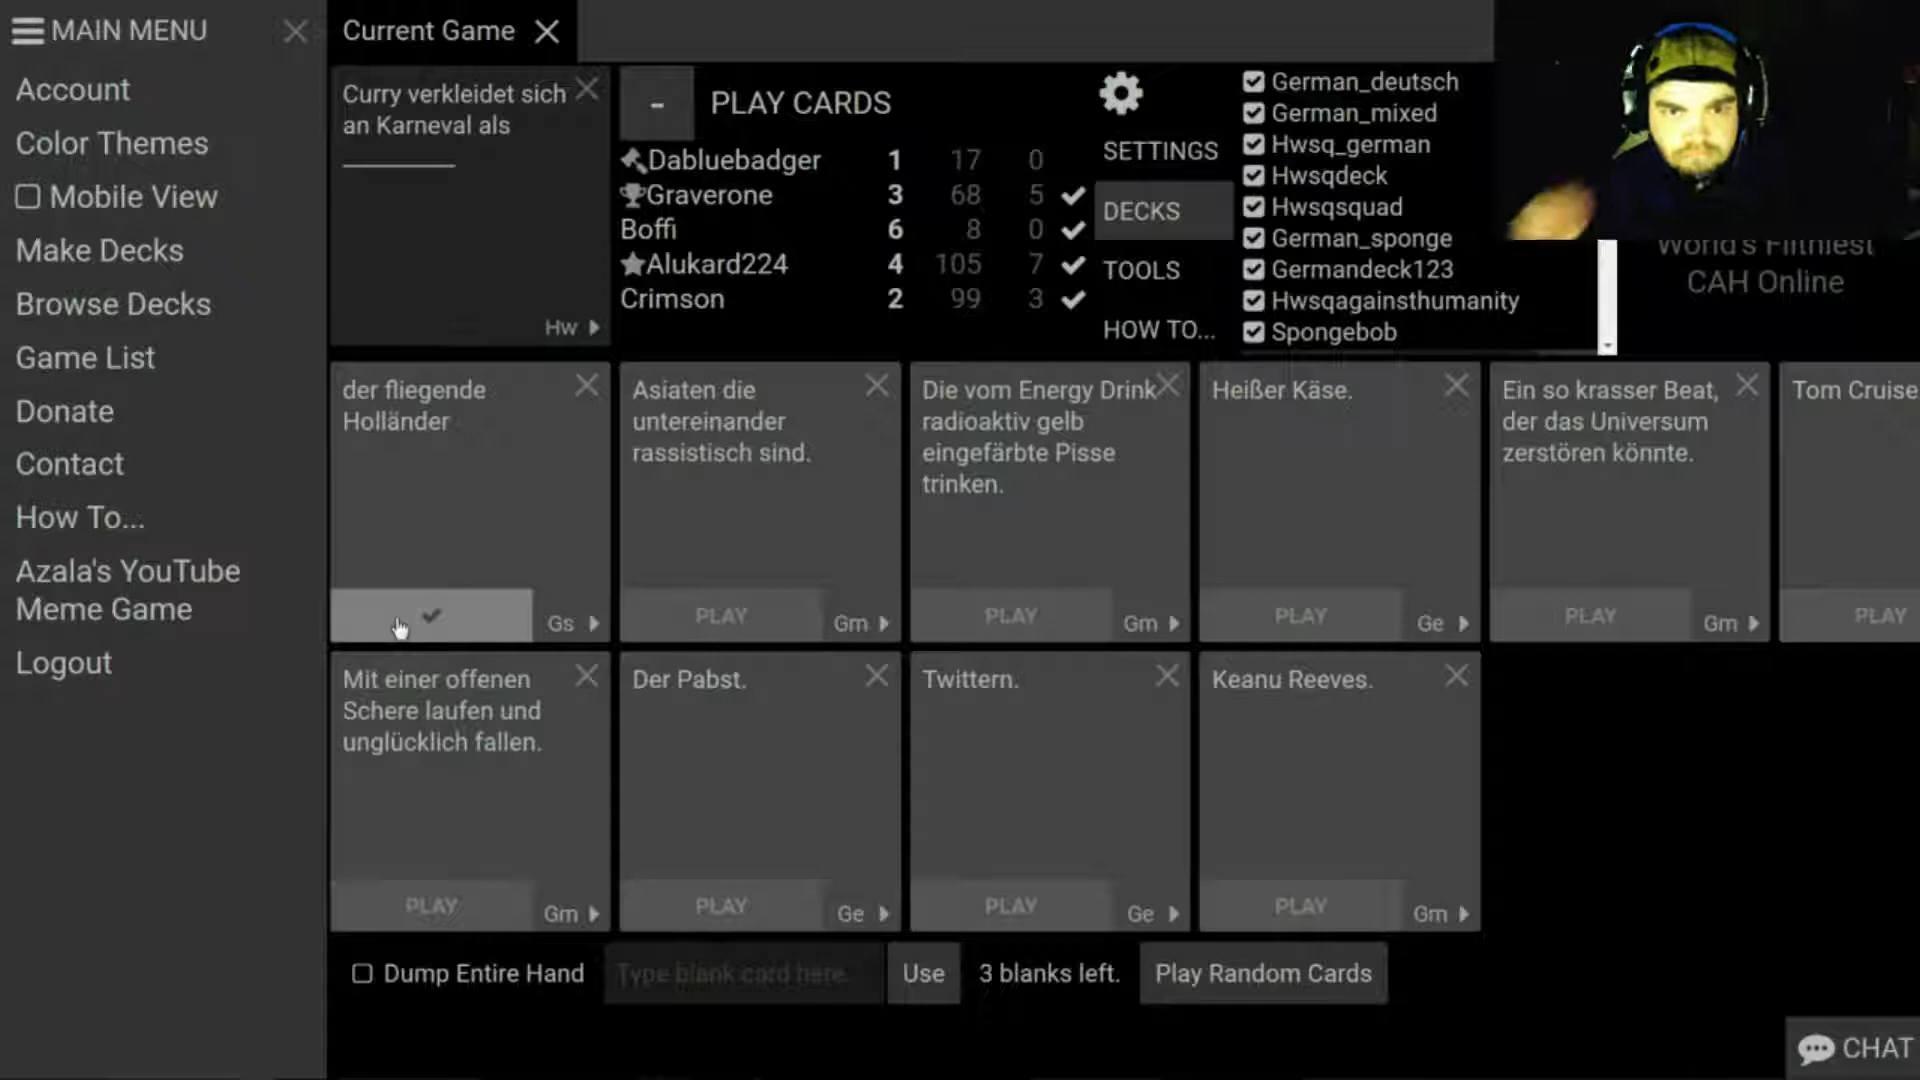 MAIN MENU
Account
Color Themes
Mobile View
Make Decks
Browse Decks
Game List
Donate
Contact
How To...
Azala's YouTube
Meme Game
Logout
Current Game
Curry verkleidet sich
an Karneval als
Hw
- PLAY CARDS
Dabluebadger 1 17 0
Graverone 3 68 5
Boffi 6 8 0
Alukard224 4 105 7
Crimson 2 99 3
SETTINGS
DECKS
TOOLS
HOW TO...
German_deutsch
German_mixed
Hwsq_german
Hwsqdeck
Hwsqsquad
German_sponge
Germandeck123
Hwsqagainsthumanity
Spongebob
World's Filthiest
CAH Online
der fliegende
Holländer
Gs
Asiaten die
untereinander
rassistisch sind.
PLAY Gm
Die vom Energy Drink
radioaktiv gelb
eingefärbte Pisse
trinken.
PLAY Gm
Heißer Käse.
PLAY Ge
Ein so krasser Beat,
der das Universum
zerstören könnte.
PLAY Gm
Tom Cruise
PLAY
Mit einer offenen
Schere laufen und
unglücklich fallen.
PLAY Gm
Der Pabst.
PLAY Ge
Twittern.
PLAY Ge
Keanu Reeves.
PLAY Gm
Dump Entire Hand
Type blank card here.
Use
3 blanks left.
Play Random Cards
CHAT